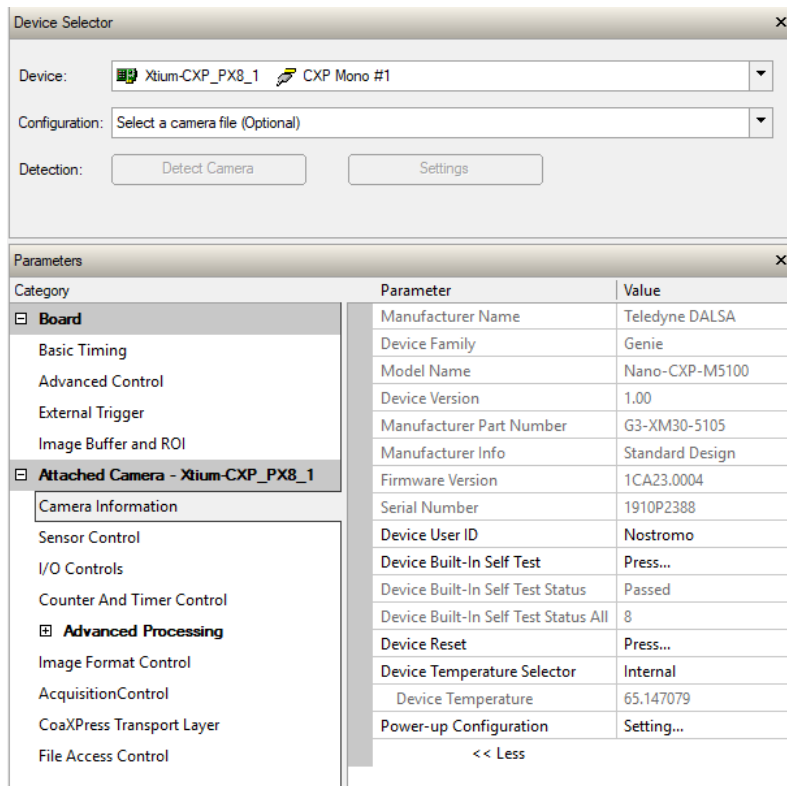 Device Selector
Device: Xtium-CXP_PX8_1 CXP Mono #1
Configuration: Select a camera file (Optional)
Detection: Detect Camera Settings
Parameters
Category
Board
Basic Timing
Advanced Control
External Trigger
Image Buffer and ROI
Attached Camera - Xtium-CXP_PX8_1
Camera Information
Sensor Control
I/O Controls
Counter And Timer Control
Advanced Processing
Image Format Control
AcquisitionControl
CoaXPress Transport Layer
File Access Control
Parameter Value
Manufacturer Name Teledyne DALSA
Device Family Genie
Model Name Nano-CXP-M5100
Device Version 1.00
Manufacturer Part Number G3-XM30-5105
Manufacturer Info Standard Design
Firmware Version 1CA23.0004
Serial Number 1910P2388
Device User ID Nostromo
Device Built-In Self Test Press...
Device Built-In Self Test Status Passed
Device Built-In Self Test Status All 8
Device Reset Press...
Device Temperature Selector Internal
Device Temperature 65.147079
Power-up Configuration Setting...
<< Less